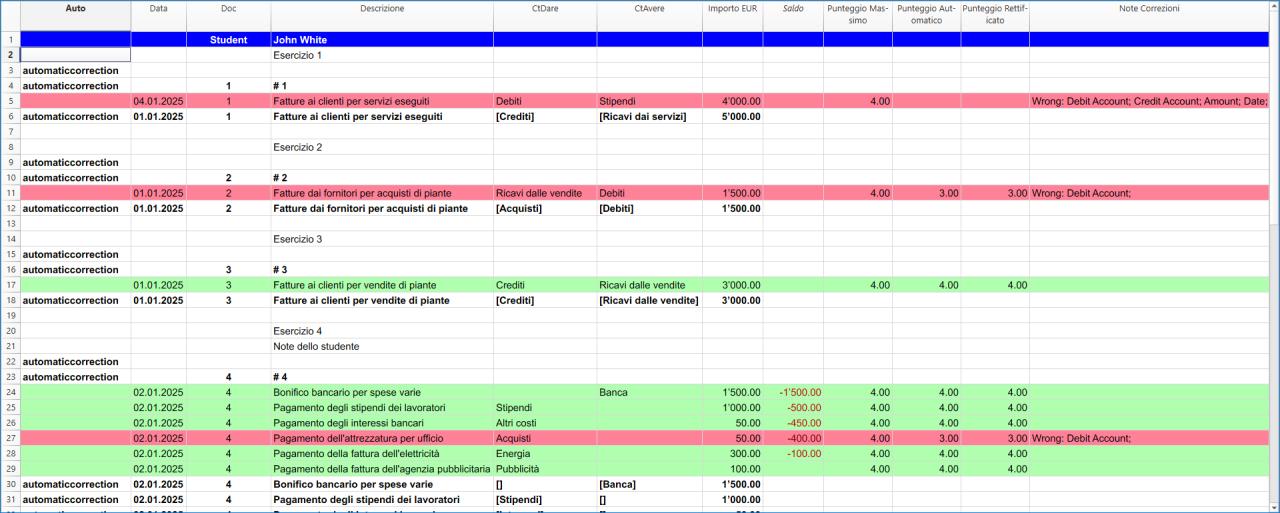 Auto Data Doc Descrizione CtDare CtAvere Importo EUR Saldo Punteggio Mas- Punteggio Aut- Punteggio Rettif- Note Correzioni
simo omatico icato
1 Student John White
2 Esercizio 1
3 automaticcorrection
4 automaticcorrection 1 # 1
5 04.01.2025 1 Fatture ai clienti per servizi eseguiti Debiti Stipendi 4'000.00 4.00 Wrong: Debit Account; Credit Account; Amount; Date;
6 automaticcorrection 01.01.2025 1 Fatture ai clienti per servizi eseguiti [Crediti] [Ricavi dai servizi] 5'000.00
7
8 Esercizio 2
9 automaticcorrection
10 automaticcorrection 2 # 2
11 01.01.2025 2 Fatture dai fornitori per acquisti di piante Ricavi dalle vendite Debiti 1'500.00 4.00 3.00 3.00 Wrong: Debit Account;
12 automaticcorrection 01.01.2025 2 Fatture dai fornitori per acquisti di piante [Acquisti] [Debiti] 1'500.00
13
14 Esercizio 3
15 automaticcorrection
16 automaticcorrection 3 # 3
17 01.01.2025 3 Fatture ai clienti per vendite di piante Crediti Ricavi dalle vendite 3'000.00 4.00 4.00 4.00
18 automaticcorrection 01.01.2025 3 Fatture ai clienti per vendite di piante [Crediti] [Ricavi dalle vendite] 3'000.00
19
20 Esercizio 4
21 Note dello studente
22 automaticcorrection
23 automaticcorrection 4 # 4
24 02.01.2025 4 Bonifico bancario per spese varie Banca 1'500.00 -1'500.00 4.00 4.00 4.00
25 02.01.2025 4 Pagamento degli stipendi dei lavoratori Stipendi 1'000.00 -500.00 4.00 4.00 4.00
26 02.01.2025 4 Pagamento degli interessi bancari Altri costi 50.00 -450.00 4.00 4.00 4.00
27 02.01.2025 4 Pagamento dell'attrezzatura per ufficio Acquisti 50.00 -400.00 4.00 3.00 3.00 Wrong: Debit Account;
28 02.01.2025 4 Pagamento della fattura dell'elettricità Energia 300.00 -100.00 4.00 4.00 4.00
29 02.01.2025 4 Pagamento della fattura dell'agenzia pubblicitaria Pubblicità 100.00 4.00 4.00 4.00
30 automaticcorrection 02.01.2025 4 Bonifico bancario per spese varie [] [Banca] 1'500.00
31 automaticcorrection 02.01.2025 4 Pagamento degli stipendi dei lavoratori [Stipendi] [] 1'000.00